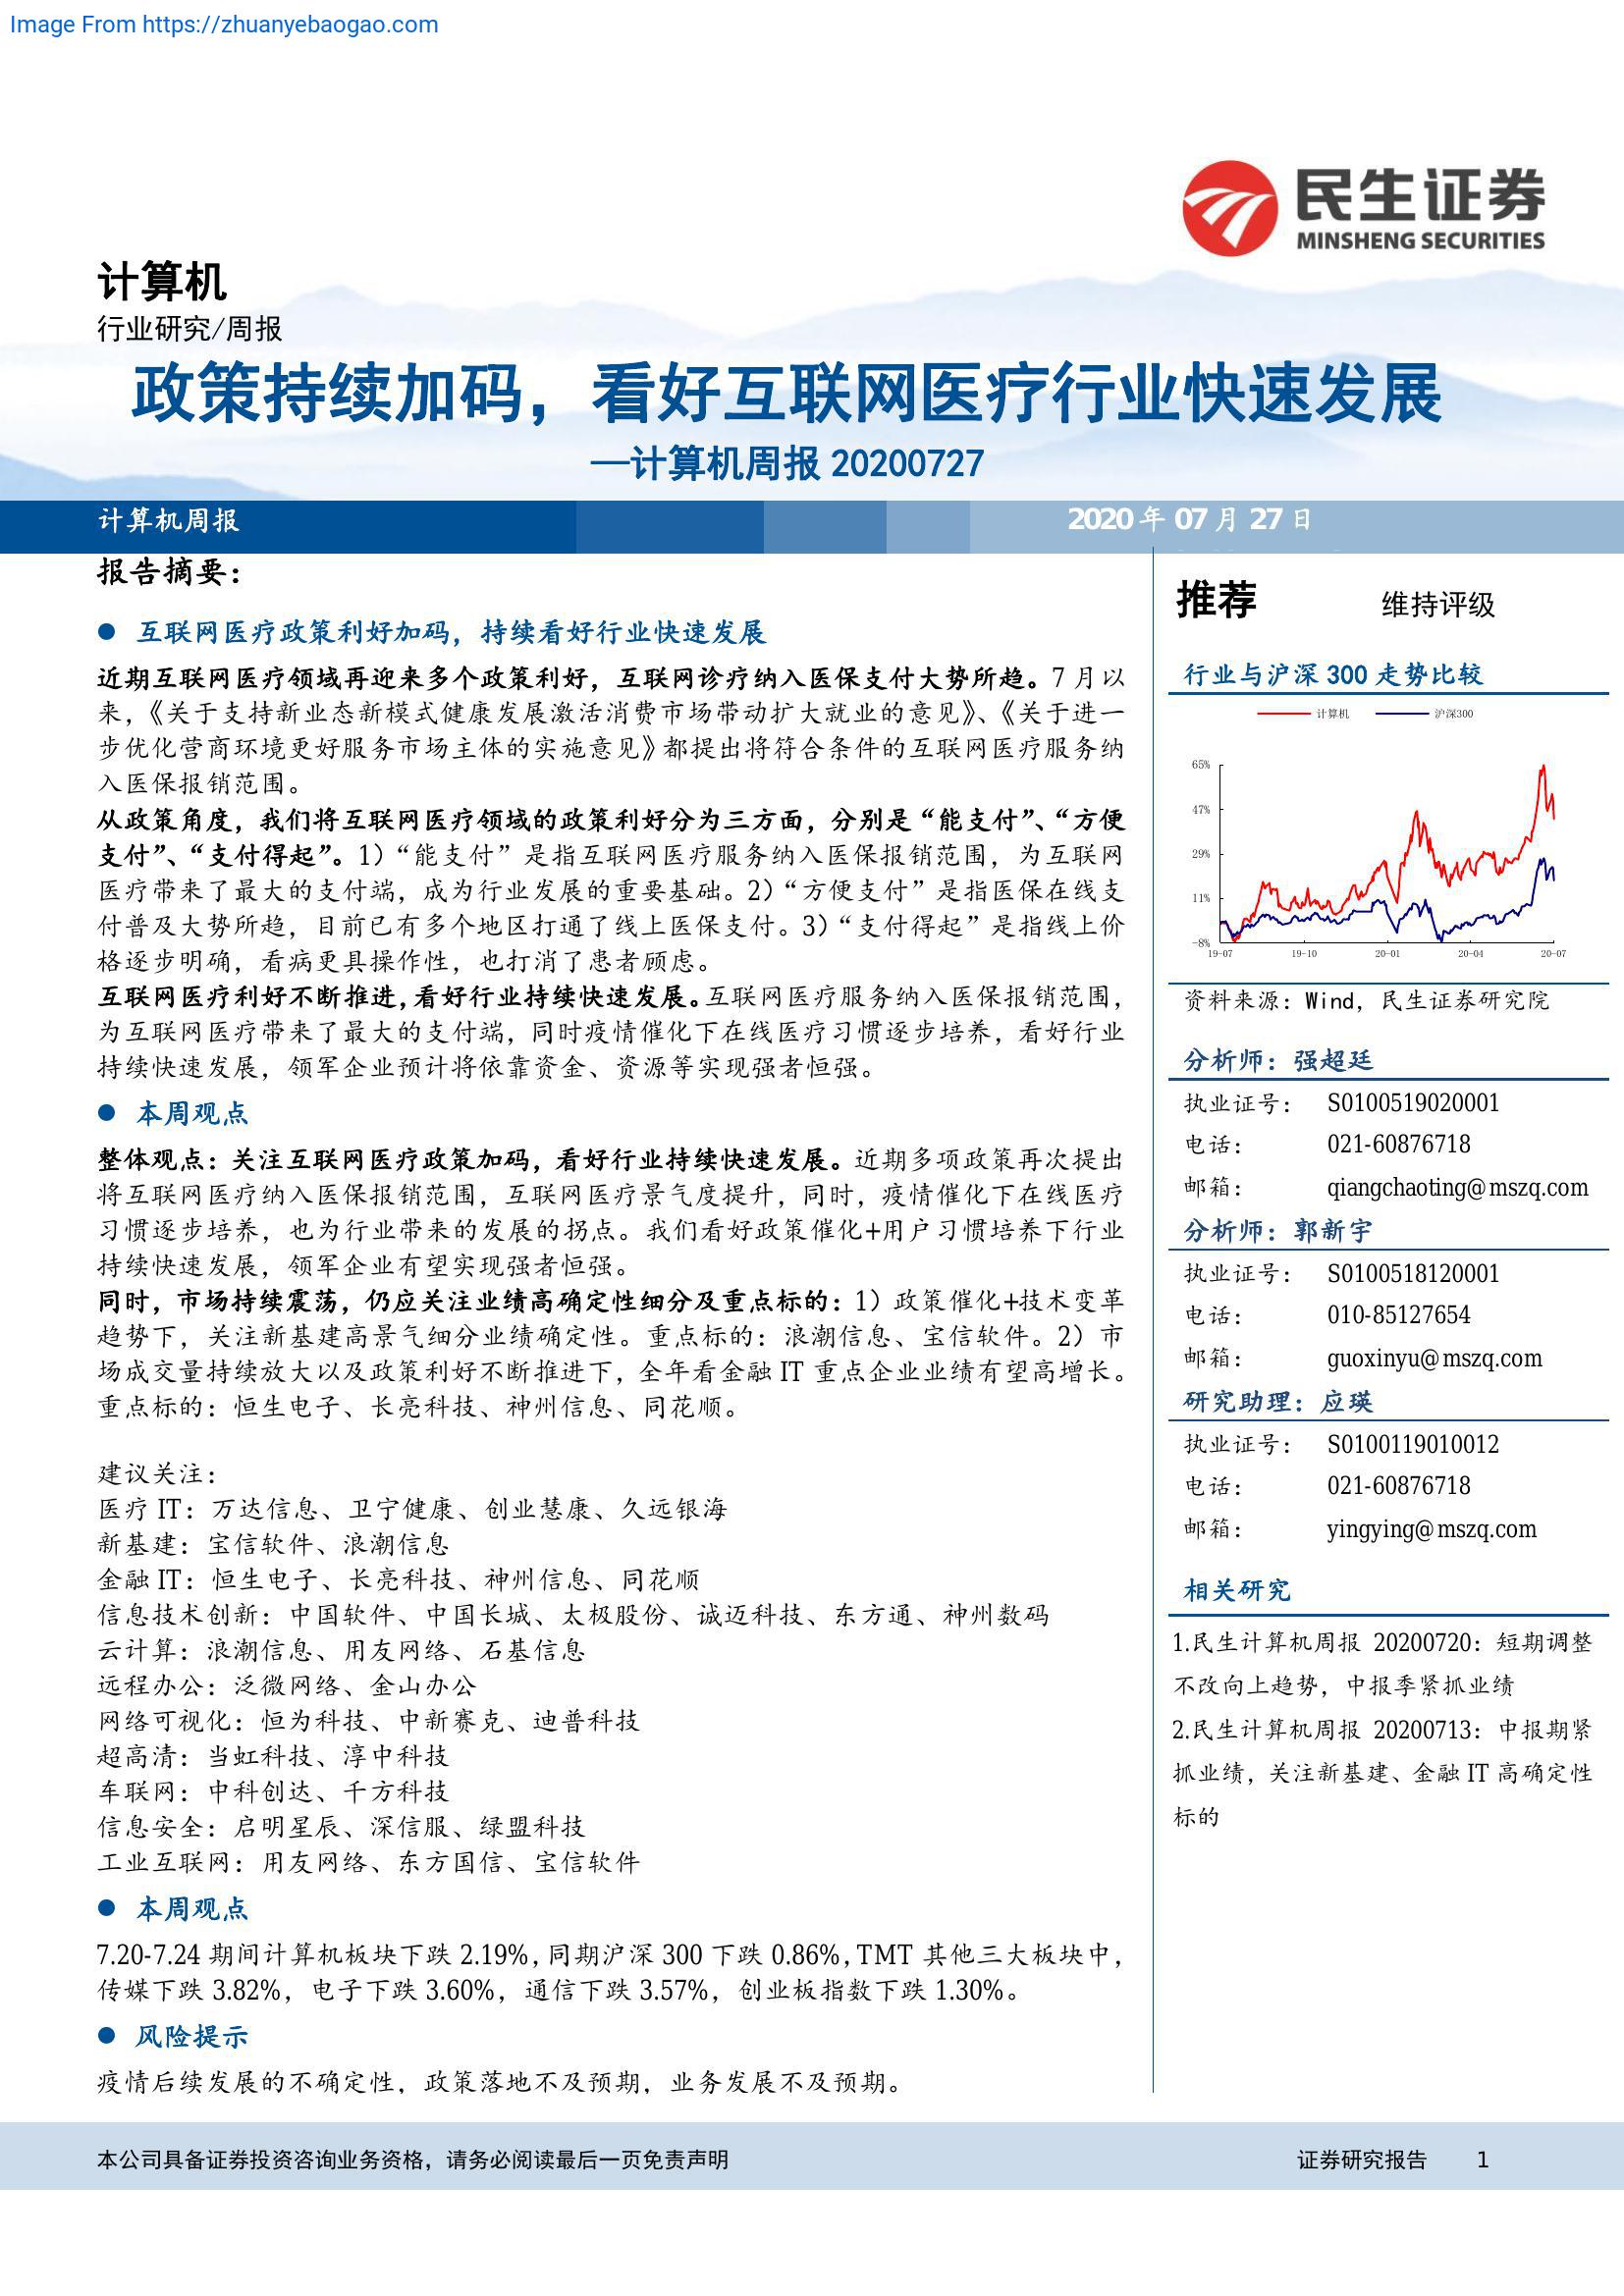 Image From https://zhuanyebaogao.com
民生证券
MINSHENG SECURITIES
计算机
行业研究/周报
政策持续加码，看好互联网医疗行业快速发展
—计算机周报 20200727
计算机周报
2020 年 07 月 27 日
报告摘要：
● 互联网医疗政策利好加码，持续看好行业快速发展
近期互联网医疗领域再迎来多个政策利好，互联网诊疗纳入医保支付大势所趋。7 月以
来，《关于支持新业态新模式健康发展激活消费市场带动扩大就业的意见》、《关于进一
步优化营商环境更好服务市场主体的实施意见》都提出将符合条件的互联网医疗服务纳
入医保报销范围。
从政策角度，我们将互联网医疗领域的政策利好分为三方面，分别是“能支付”、“方便
支付”、“支付得起”。1）“能支付”是指互联网医疗服务纳入医保报销范围，为互联网
医疗带来了最大的支付端，成为行业发展的重要基础。2）“方便支付”是指医保在线支
付普及大势所趋，目前已有多个地区打通了线上医保支付。3）“支付得起”是指线上价
格逐步明确，看病更具操作性，也打消了患者顾虑。
互联网医疗利好不断推进，看好行业持续快速发展。互联网医疗服务纳入医保报销范围，
为互联网医疗带来了最大的支付端，同时疫情催化下在线医疗习惯逐步培养，看好行业
持续快速发展，领军企业预计将依靠资金、资源等实现强者恒强。
● 本周观点
整体观点：关注互联网医疗政策加码，看好行业持续快速发展。近期多项政策再次提出
将互联网医疗纳入医保报销范围，互联网医疗景气度提升，同时，疫情催化下在线医疗
习惯逐步培养，也为行业带来的发展的拐点。我们看好政策催化+用户习惯培养下行业
持续快速发展，领军企业有望实现强者恒强。
同时，市场持续震荡，仍应关注业绩高确定性细分及重点标的：1）政策催化+技术变革
趋势下，关注新基建高景气细分业绩确定性。重点标的：浪潮信息、宝信软件。2）市
场成交量持续放大以及政策利好不断推进下，全年看金融 IT 重点企业业绩有望高增长。
重点标的：恒生电子、长亮科技、神州信息、同花顺。
建议关注：
医疗 IT：万达信息、卫宁健康、创业慧康、久远银海
新基建：宝信软件、浪潮信息
金融 IT：恒生电子、长亮科技、神州信息、同花顺
信息技术创新：中国软件、中国长城、太极股份、诚迈科技、东方通、神州数码
云计算：浪潮信息、用友网络、石基信息
远程办公：泛微网络、金山办公
网络可视化：恒为科技、中新赛克、迪普科技
超高清：当虹科技、淳中科技
车联网：中科创达、千方科技
信息安全：启明星辰、深信服、绿盟科技
工业互联网：用友网络、东方国信、宝信软件
● 本周观点
7.20-7.24 期间计算机板块下跌 2.19%，同期沪深 300 下跌 0.86%，TMT 其他三大板块中，
传媒下跌 3.82%，电子下跌 3.60%，通信下跌 3.57%，创业板指数下跌 1.30%。
● 风险提示
疫情后续发展的不确定性，政策落地不及预期，业务发展不及预期。
推荐 维持评级
行业与沪深 300 走势比较
计算机 沪深300
65%
47%
29%
11%
-8%
19-07 19-10 20-01 20-04 20-07
资料来源：Wind，民生证券研究院
分析师：强超廷
执业证号： S0100519020001
电话： 021-60876718
邮箱： qiangchaoting@mszq.com
分析师：郭新宇
执业证号： S0100518120001
电话： 010-85127654
邮箱： guoxinyu@mszq.com
研究助理：应瑛
执业证号： S0100119010012
电话： 021-60876718
邮箱： yingying@mszq.com
相关研究
1.民生计算机周报 20200720：短期调整
不改向上趋势，中报季紧抓业绩
2.民生计算机周报 20200713：中报期紧
抓业绩，关注新基建、金融 IT 高确定性
标的
本公司具备证券投资咨询业务资格，请务必阅读最后一页免责声明
证券研究报告 1